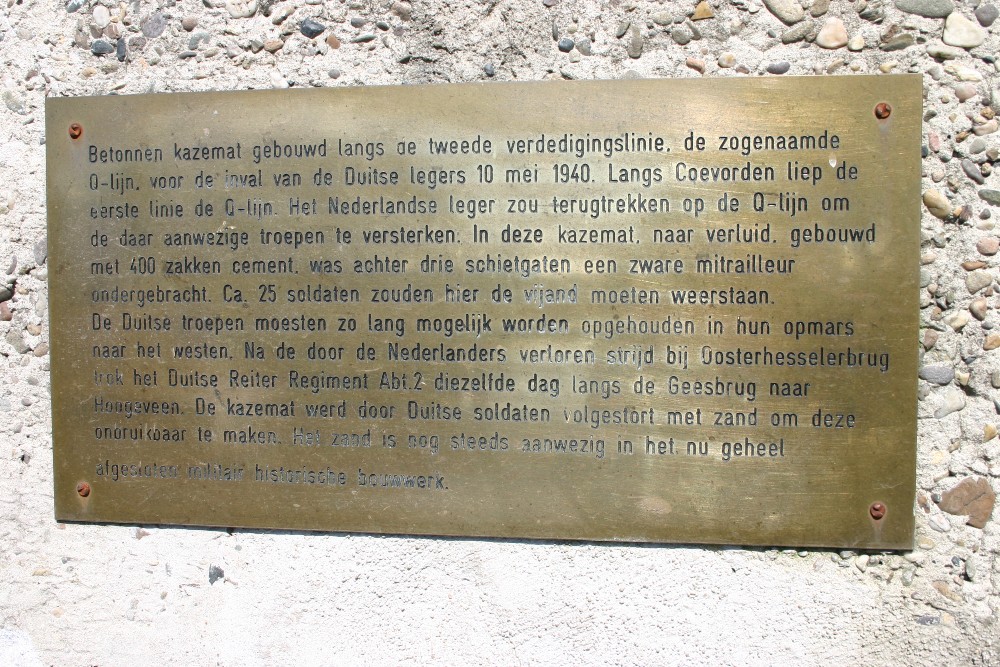 Betonnen kazemat gebouwd langs de tweede verdedigingslinie, de zogenaamde
Q-lijn, voor de inval van de Duitse legers 10 mei 1940. Langs Coevorden liep de
eerste linie de Q-lijn. Het Nederlandse leger zou terugtrekken op de Q-lijn om
de daar aanwezige troepen te versterken. In deze kazemat, naar verluid, gebouwd
met 400 zakken cement, was achter drie schietgaten een zware mitrailleur
ondergebracht. Ca. 25 soldaten zouden hier de vijand moeten weerstaan.
De Duitse troepen moesten zo lang mogelijk worden opgehouden in hun opmars
naar het westen. Na de door de Nederlanders verloren strijd bij Oosterhesselerbrug
trok het Duitse Reiter Regiment Abt.2 diezelfde dag langs de Geesbrug naar
Hoogeveen. De kazemat werd door Duitse soldaten volgestort met zand om deze
onbruikbaar te maken. Het zand is nog steeds aanwezig in het nu geheel
afgesloten militair historische bouwwerk.